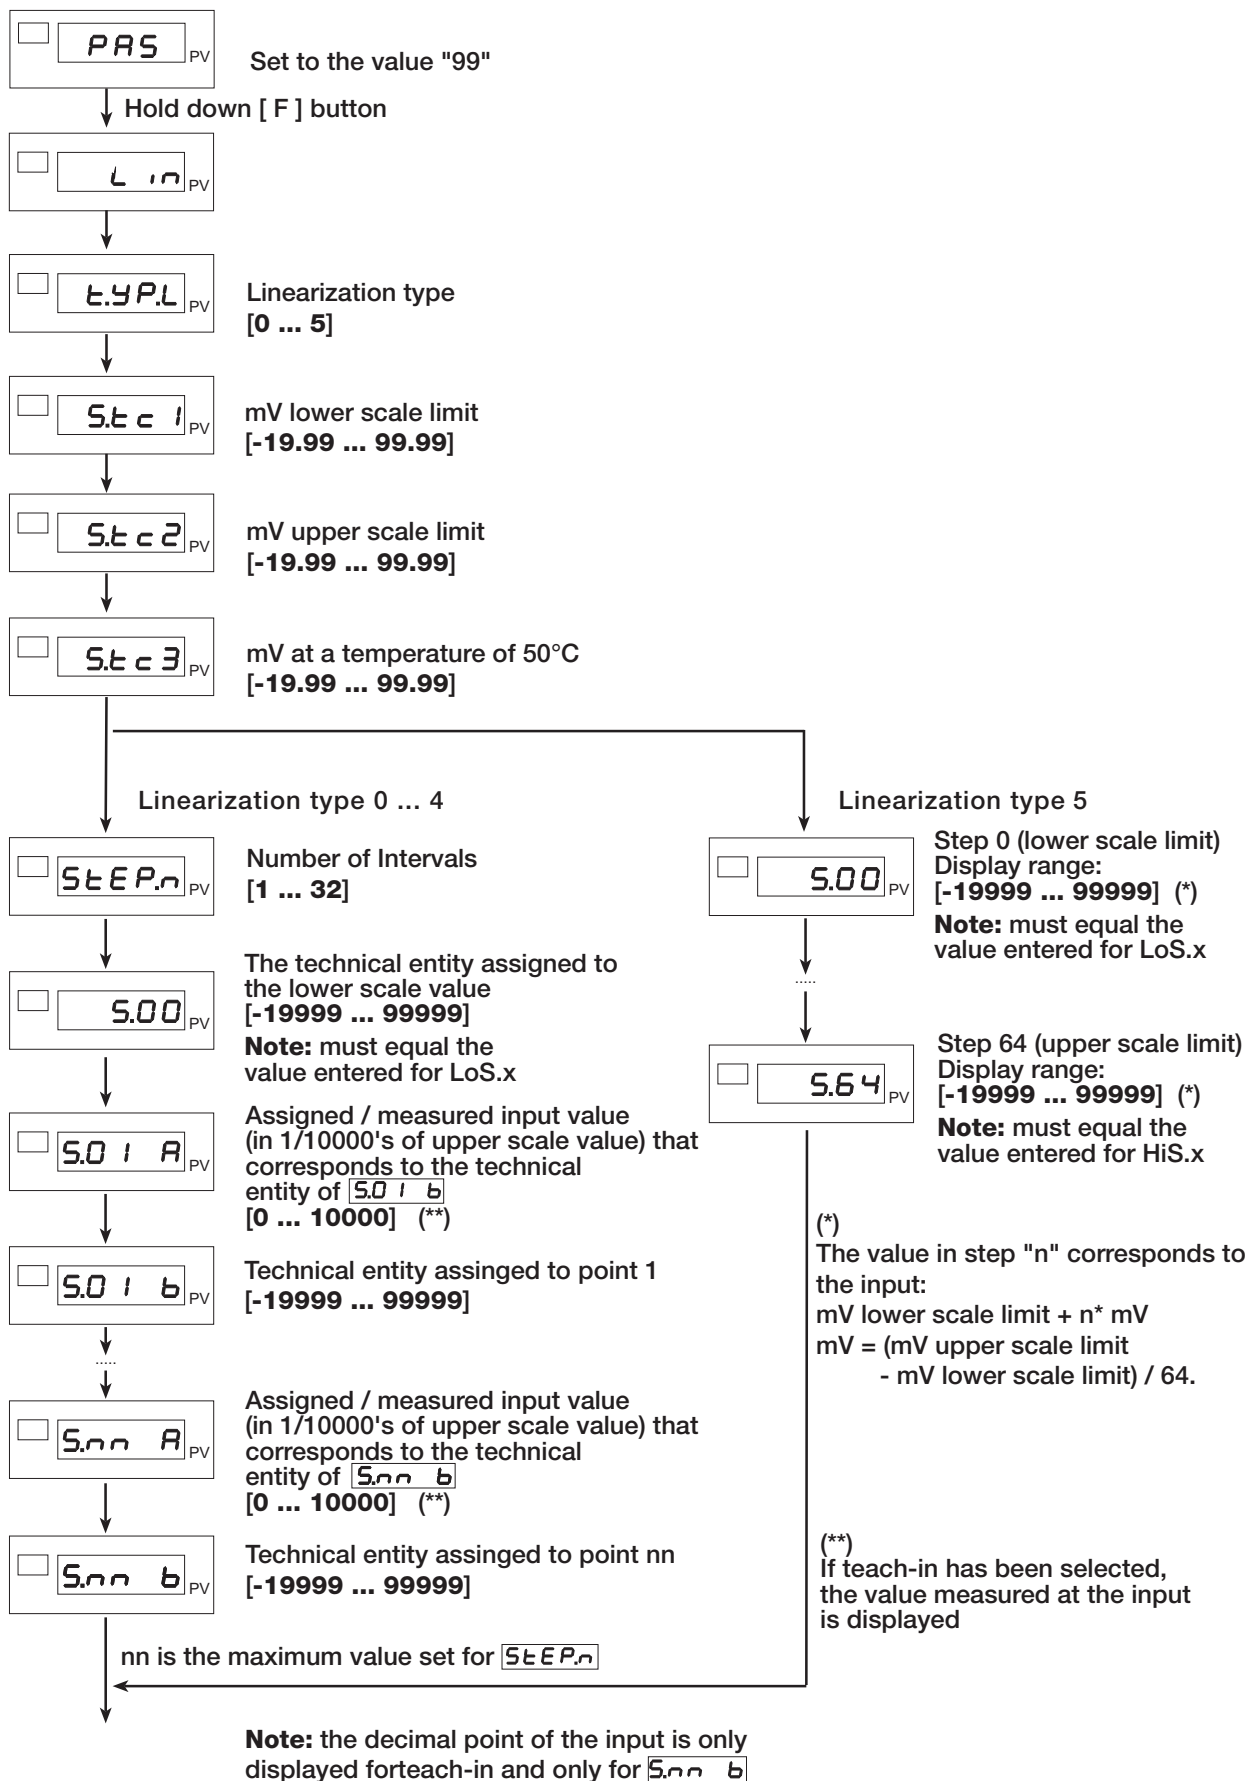 PAS PV
Set to the value "99"
Hold down [ F ] button
Lin PV
t.YP.L PV
Linearization type
[0 ... 5]
S.tc 1 PV
mV lower scale limit
[-19.99 ... 99.99]
S.tc2 PV
mV upper scale limit
[-19.99 ... 99.99]
S.tc3 PV
mV at a temperature of 50°C
[-19.99 ... 99.99]
Linearization type 0 ... 4
StEP.n PV
Number of Intervals
[1 ... 32]
S.00 PV
The technical entity assigned to
the lower scale value
[-19999 ... 99999]
Note: must equal the
value entered for LoS.x
S.01 A PV
Assigned / measured input value
(in 1/10000's of upper scale value) that
corresponds to the technical
entity of S.01 b
[0 ... 10000] (**)
S.01 b PV
Technical entity assinged to point 1
[-19999 ... 99999]
.....
S.nn A PV
Assigned / measured input value
(in 1/10000's of upper scale value) that
corresponds to the technical
entity of S.nn b
[0 ... 10000] (**)
S.nn b PV
Technical entity assinged to point nn
[-19999 ... 99999]
nn is the maximum value set for StEP.n
Linearization type 5
S.00 PV
Step 0 (lower scale limit)
Display range:
[-19999 ... 99999] (*)
Note: must equal the
value entered for LoS.x
.....
S.64 PV
Step 64 (upper scale limit)
Display range:
[-19999 ... 99999] (*)
Note: must equal the
value entered for HiS.x
(*)
The value in step "n" corresponds to
the input:
mV lower scale limit + n* mV
mV = (mV upper scale limit
- mV lower scale limit) / 64.
(**)
If teach-in has been selected,
the value measured at the input
is displayed
Note: the decimal point of the input is only
displayed forteach-in and only for S.nn b